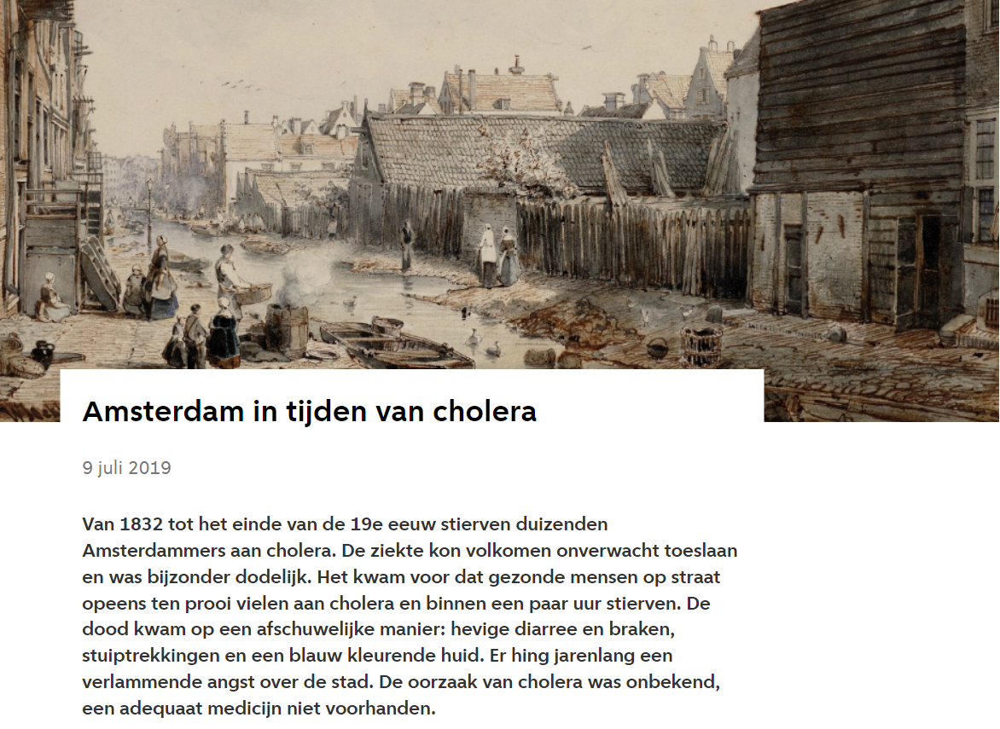 Amsterdam in tijden van cholera
9 juli 2019
Van 1832 tot het einde van de 19e eeuw stierven duizenden
Amsterdammers aan cholera. De ziekte kon volkomen onverwacht toeslaan
en was bijzonder dodelijk. Het kwam voor dat gezonde mensen op straat
opeens ten prooi vielen aan cholera en binnen een paar uur stierven. De
dood kwam op een afschuwelijke manier: hevige diarree en braken,
stuiptrekkingen en een blauw kleurende huid. Er hing jarenlang een
verlammende angst over de stad. De oorzaak van cholera was onbekend,
een adequaat medicijn niet voorhanden.